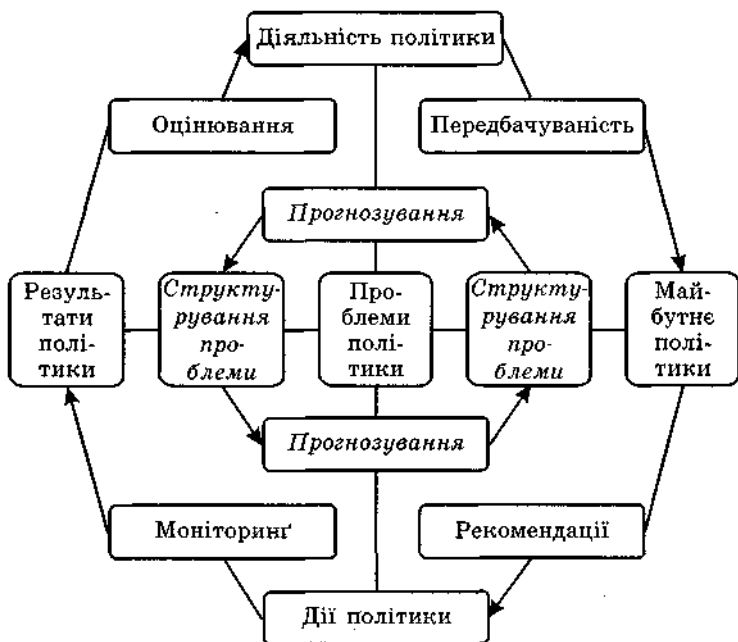 Діяльність політики
Оцінювання
Передбачуваність
Прогнозування
Резуль-
тати
полі-
тики
Структу-
рування
про-
блеми
Про-
блеми
полі-
тики
Структу-
рування
про-
блеми
Май-
бутнє
полі-
тики
Прогнозування
Моніторинґ
Рекомендації
Дії політики